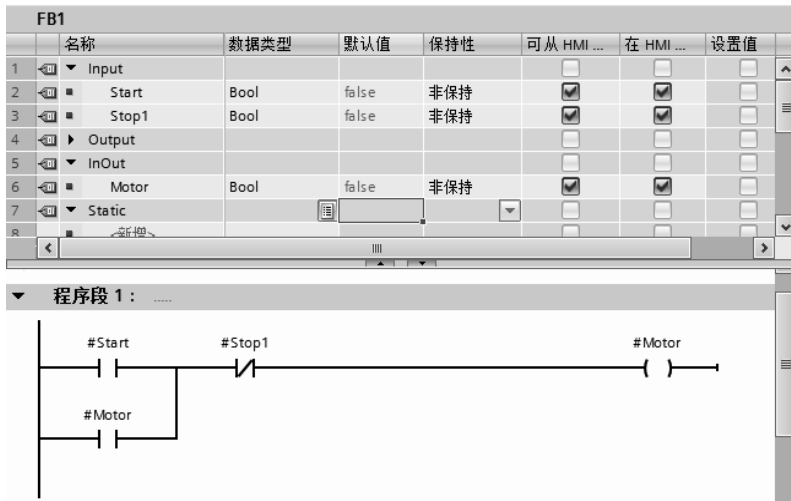 FB1
名称 数据类型 默认值 保持性 可从 HMI ... 在 HMI ... 设置值
1 Input
2 Start Bool false 非保持
3 Stop1 Bool false 非保持
4 Output
5 InOut
6 Motor Bool false 非保持
7 Static
8 <新增>
程序段 1： .....
#Start #Stop1 #Motor
#Motor